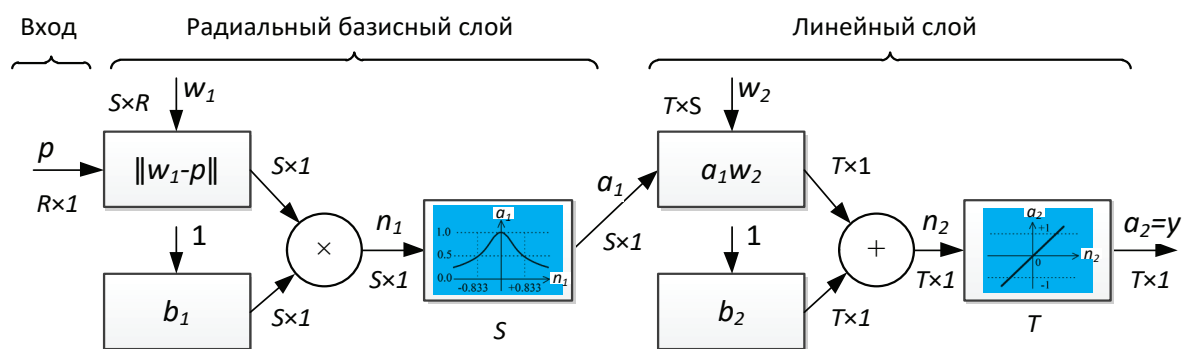 Вход
Радиальный базисный слой
Линейный слой
S×R
w₁
T×S
w₂
p
R×1
‖w₁-p‖
S×1
a₁w₂
T×1
a₁
S×1
1
b₁
S×1
×
n₁
S×1
a₁
1.0
0.5
0.0
-0.833
+0.833
n₁
S
1
b₂
T×1
+
n₂
T×1
a₂
+1
0
-1
n₂
T
a₂=y
T×1